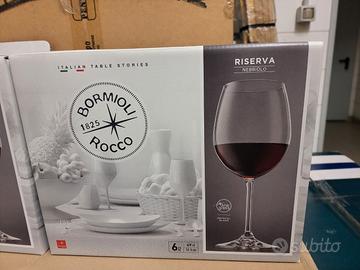 ITALIAN TABLE STORIES
BORMIOLI
1825
ROCCO
RISERVA
NEBBIOLO
6
subito